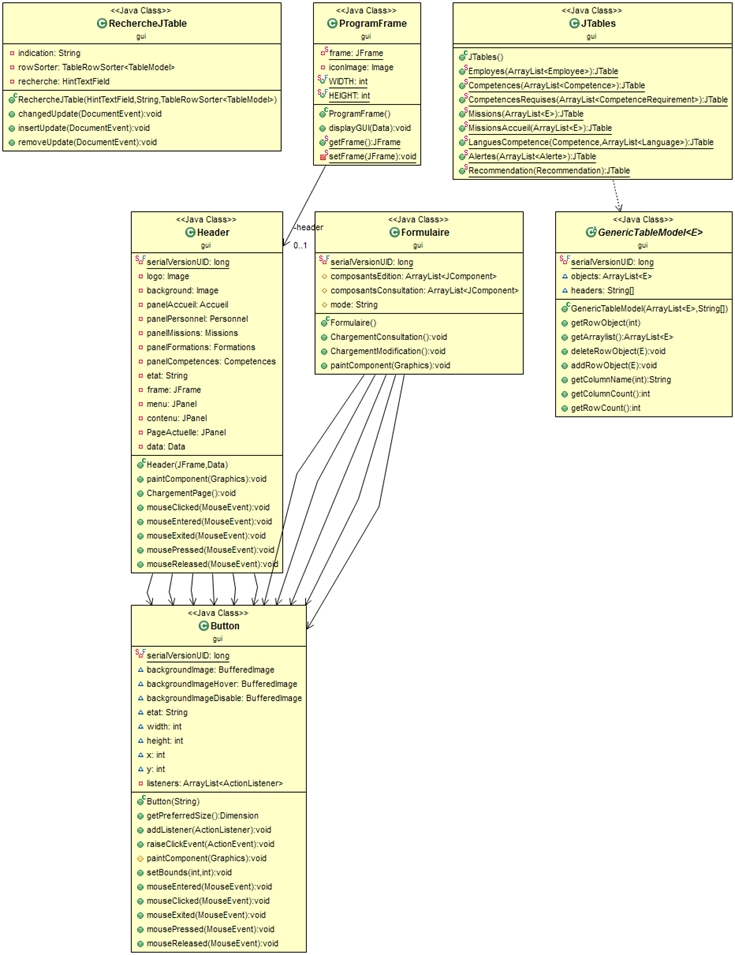 <<Java Class>>
RechercheJTable
gui
indication: String
rowSorter: TableRowSorter<TableModel>
recherche: HintTextField
RechercheJTable(HintTextField,String,TableRowSorter<TableModel>)
changedUpdate(DocumentEvent):void
insertUpdate(DocumentEvent):void
removeUpdate(DocumentEvent):void
<<Java Class>>
ProgramFrame
gui
frame: JFrame
iconImage: Image
WIDTH: int
HEIGHT: int
ProgramFrame()
displayGUI(Data):void
getFrame():JFrame
setFrame(JFrame):void
<<Java Class>>
JTables
gui
JTables()
Employes(ArrayList<Employee>):JTable
Competences(ArrayList<Competence>):JTable
CompetencesRequises(ArrayList<CompetenceRequirement>):JTable
Missions(ArrayList<E>):JTable
MissionsAccueil(ArrayList<E>):JTable
LanguesCompetence(Competence,ArrayList<Language>):JTable
Alertes(ArrayList<Alerte>):JTable
Recommendation(Recommendation):JTable
-header
0..1
<<Java Class>>
Header
gui
serialVersionUID: long
logo: Image
background: Image
panelAccueil: Accueil
panelPersonnel: Personnel
panelMissions: Missions
panelFormations: Formations
panelCompetences: Competences
etat: String
frame: JFrame
menu: JPanel
contenu: JPanel
PageActuelle: JPanel
data: Data
Header(JFrame,Data)
paintComponent(Graphics):void
ChargementPage():void
mouseClicked(MouseEvent):void
mouseEntered(MouseEvent):void
mouseExited(MouseEvent):void
mousePressed(MouseEvent):void
mouseReleased(MouseEvent):void
<<Java Class>>
Formulaire
gui
serialVersionUID: long
composantsEdition: ArrayList<JComponent>
composantsConsultation: ArrayList<JComponent>
mode: String
Formulaire()
ChargementConsultation():void
ChargementModification():void
paintComponent(Graphics):void
<<Java Class>>
GenericTableModel<E>
gui
serialVersionUID: long
objects: ArrayList<E>
headers: String[]
GenericTableModel(ArrayList<E>,String[])
getRowObject(int)
getArraylist():ArrayList<E>
deleteRowObject(E):void
addRowObject(E):void
getColumnName(int):String
getColumnCount():int
getRowCount():int
<<Java Class>>
Button
gui
serialVersionUID: long
backgroundImage: BufferedImage
backgroundImageHover: BufferedImage
backgroundImageDisable: BufferedImage
etat: String
width: int
height: int
x: int
y: int
listeners: ArrayList<ActionListener>
Button(String)
getPreferredSize():Dimension
addListener(ActionListener):void
raiseClickEvent(ActionEvent):void
paintComponent(Graphics):void
setBounds(int,int):void
mouseEntered(MouseEvent):void
mouseClicked(MouseEvent):void
mouseExited(MouseEvent):void
mousePressed(MouseEvent):void
mouseReleased(MouseEvent):void